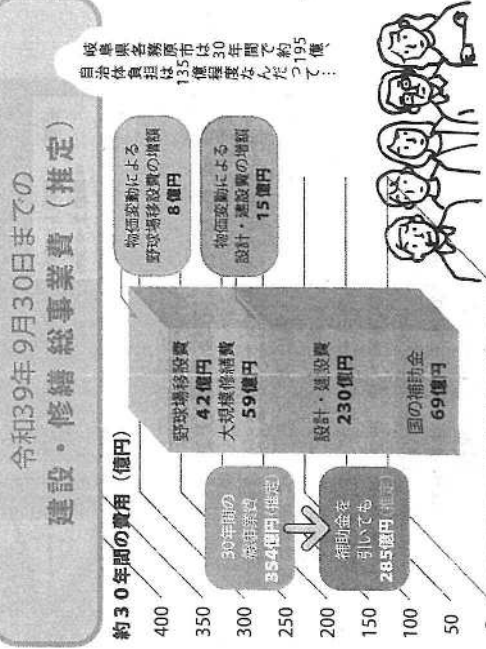 令和39年9月30日までの
建設・修繕 総事業費（推定）
岐阜県各務原市は30年間で約195億、
自治体負担は135億程度なんだって…
約30年間の費用（億円）
400
350
300
250
200
150
100
50
0
物価変動による
野球場移設費の増額
8億円
物価変動による
設計・建設費の増額
15億円
野球場移設費
42億円
大規模修繕費
59億円
設計・建設費
230億円
国の補助金
69億円
30年間の
総事業費
354億円(推定)
補助金を
引いても
285億円(推定)